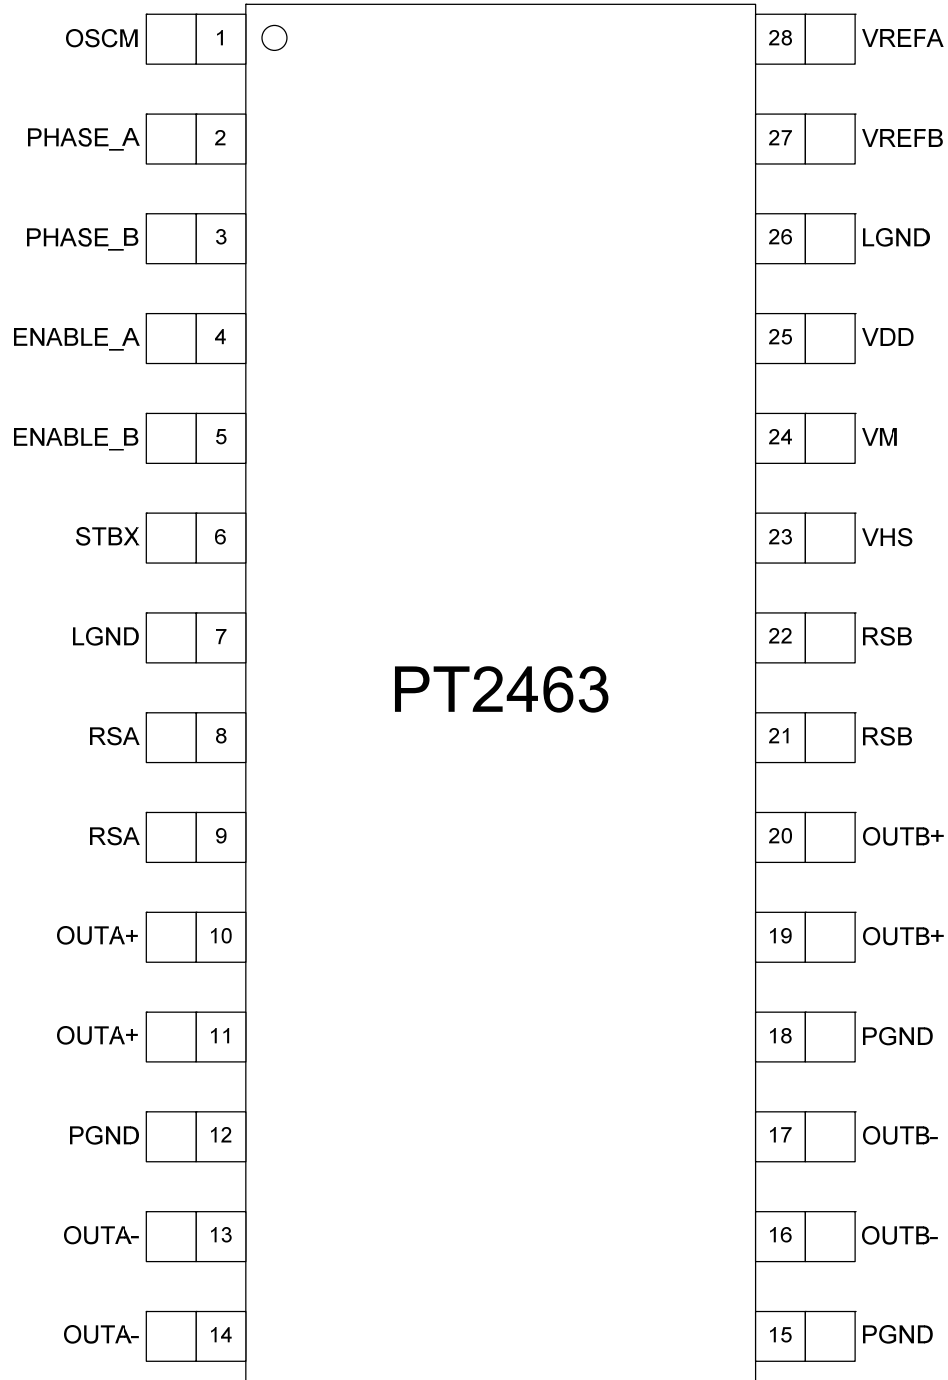 OSCM 1 28 VREFA
PHASE_A 2 27 VREFB
PHASE_B 3 26 LGND
ENABLE_A 4 25 VDD
ENABLE_B 5 24 VM
STBX 6 23 VHS
LGND 7 22 RSB
PT2463
RSA 8 21 RSB
RSA 9 20 OUTB+
OUTA+ 10 19 OUTB+
OUTA+ 11 18 PGND
PGND 12 17 OUTB-
OUTA- 13 16 OUTB-
OUTA- 14 15 PGND